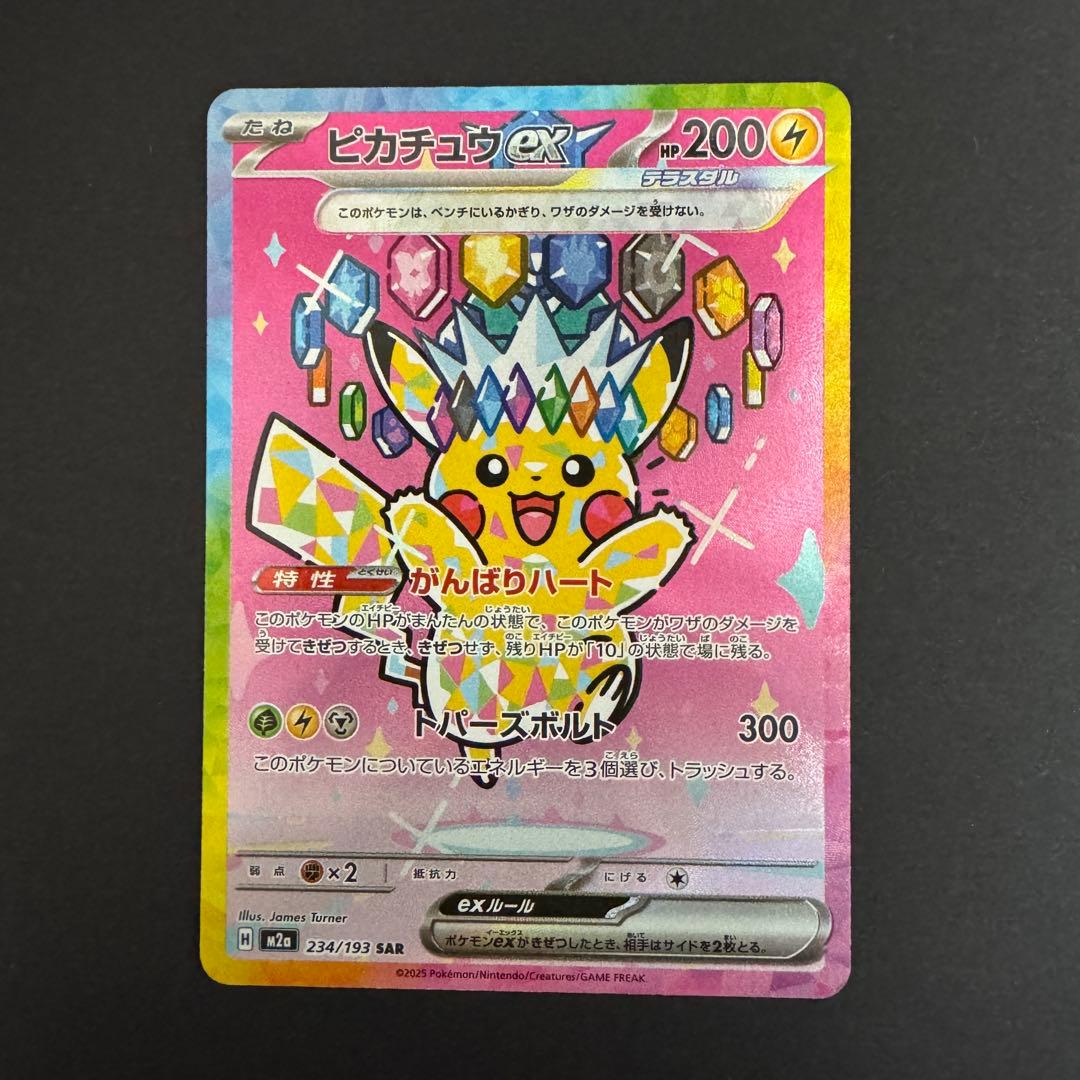 たね ピカチュウex HP200
テラスタル
このポケモンは、ベンチにいるかぎり、ワザのダメージを受けない。
特性 がんばりハート
このポケモンのHPがまんたんの状態で、このポケモンがワザのダメージを
受けてきぜつするとき、きぜつせず、残りHPが「10」の状態で場に残る。
トパーズボルト 300
このポケモンについているエネルギーを3個選び、トラッシュする。
弱点 ×2 抵抗力 にげる
exルール
ポケモンexがきぜつしたとき、相手はサイドを2枚とる。
Illus. James Turner
H m2a 234/193 SAR
©2025 Pokémon/Nintendo/Creatures/GAME FREAK.